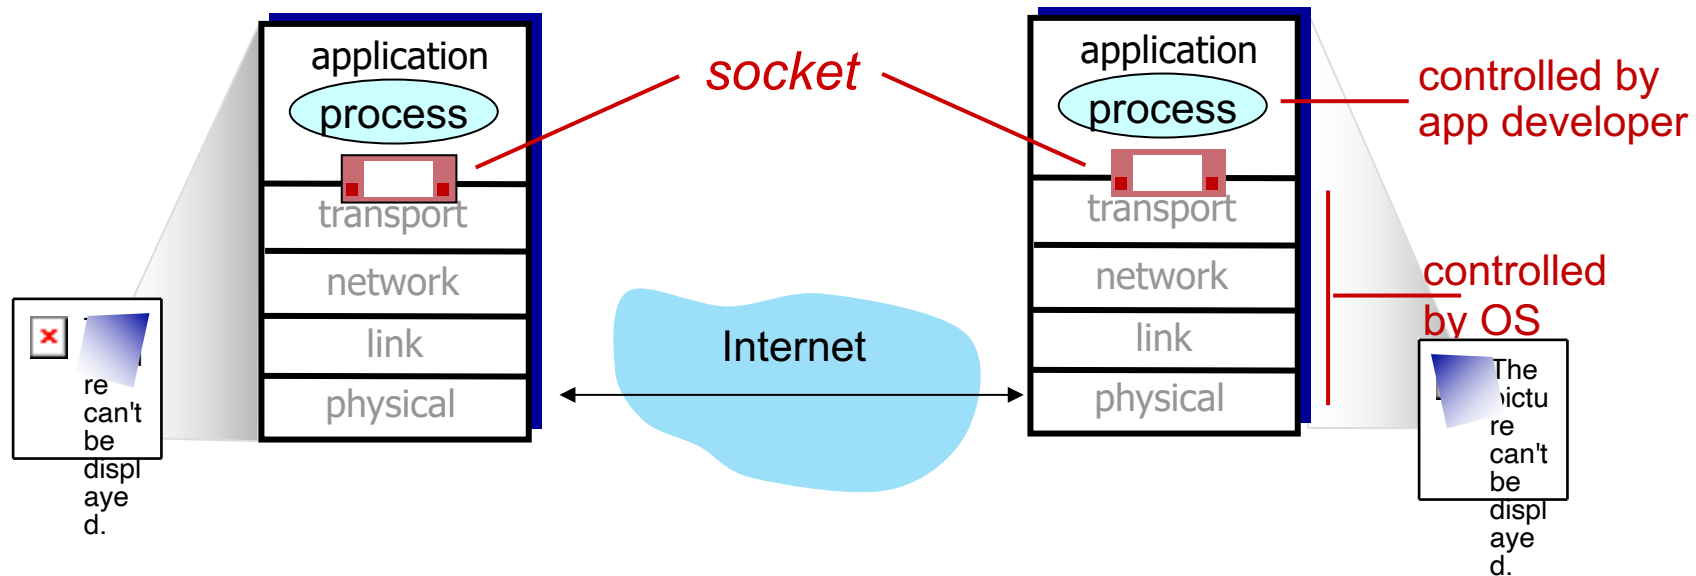 application
process
transport
network
link
physical
socket
Internet
application
process
transport
network
link
physical
controlled by
app developer
controlled
by OS
re
can't
be
displ
aye
d.
The
pictu
re
can't
be
displ
aye
d.